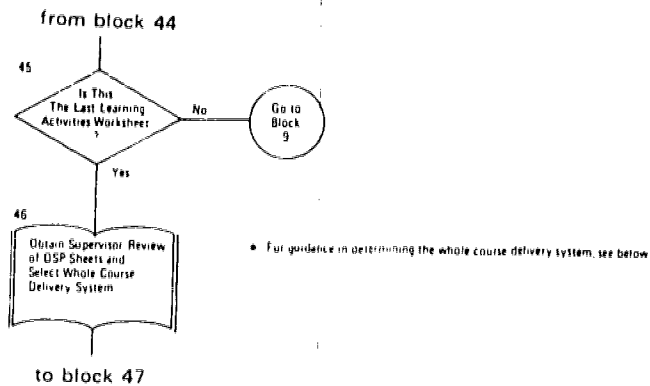 from block 44
45
Is This
The Last Learning
Activities Worksheet
?
No
Go to
Block
9
Yes
46
Obtain Supervisor Review
of DSP Sheets and
Select Whole Course
Delivery System
• For guidance in determining the whole course delivery system, see below
to block 47